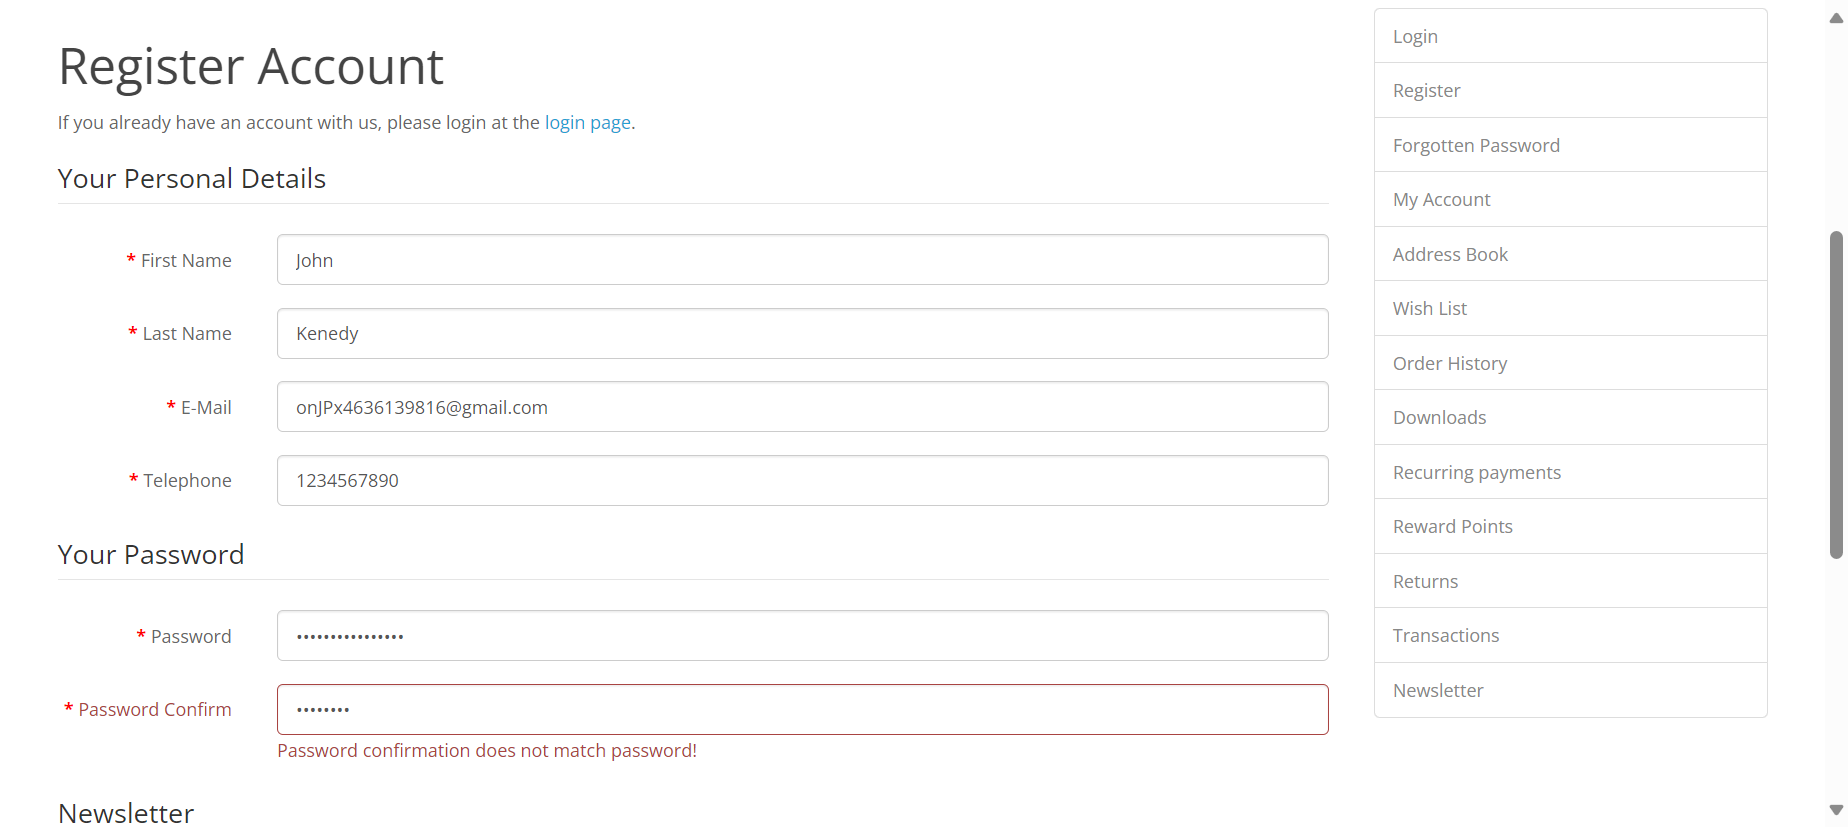 Register Account
If you already have an account with us, please login at the login page.
Your Personal Details
* First Name
John
* Last Name
Kenedy
* E-Mail
onJPx4636139816@gmail.com
* Telephone
1234567890
Your Password
* Password
••••••••••••••••
* Password Confirm
••••••••
Password confirmation does not match password!
Newsletter
Login
Register
Forgotten Password
My Account
Address Book
Wish List
Order History
Downloads
Recurring payments
Reward Points
Returns
Transactions
Newsletter